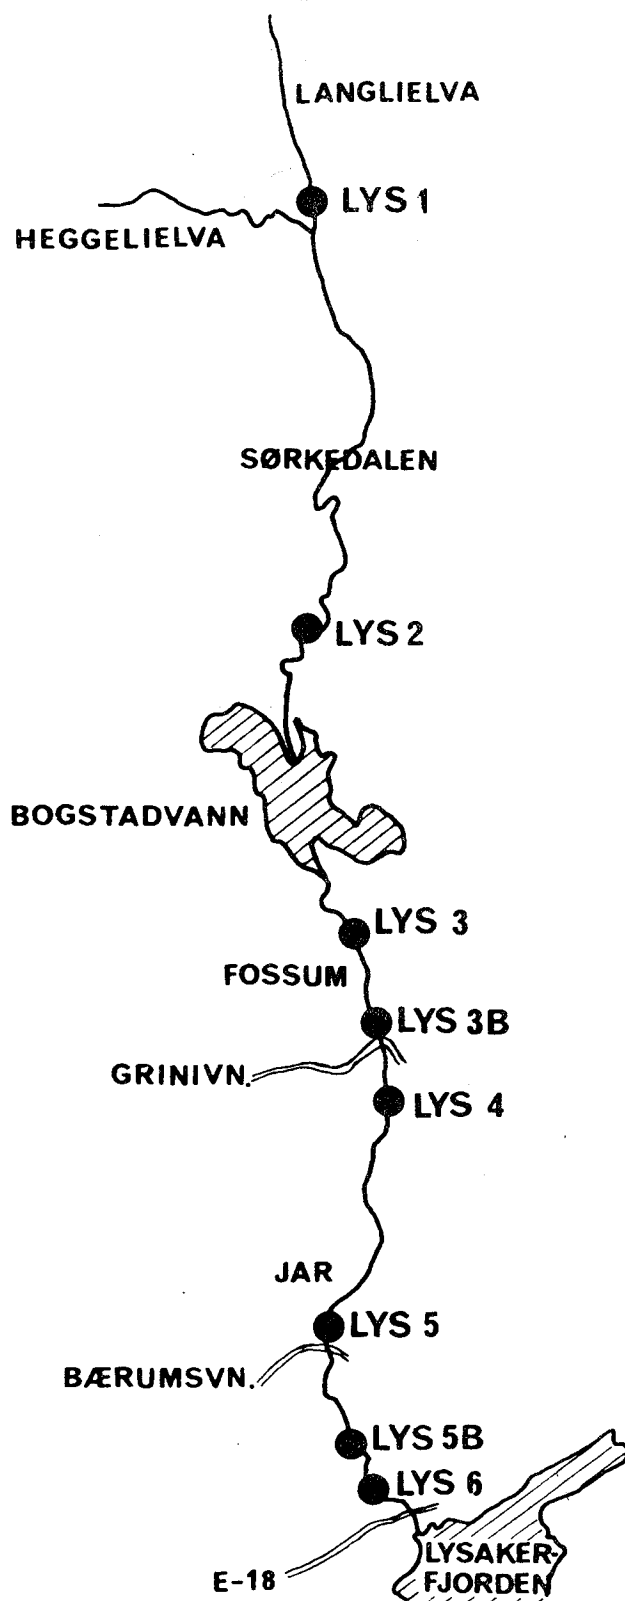 LANGLIELVA
LYS 1
HEGGELIELVA
SØRKEDALEN
LYS 2
BOGSTADVANN
LYS 3
FOSSUM
LYS 3B
GRINIVN.
LYS 4
JAR
LYS 5
BÆRUMSVN.
LYS 5B
LYS 6
LYSAKER-
FJORDEN
E-18